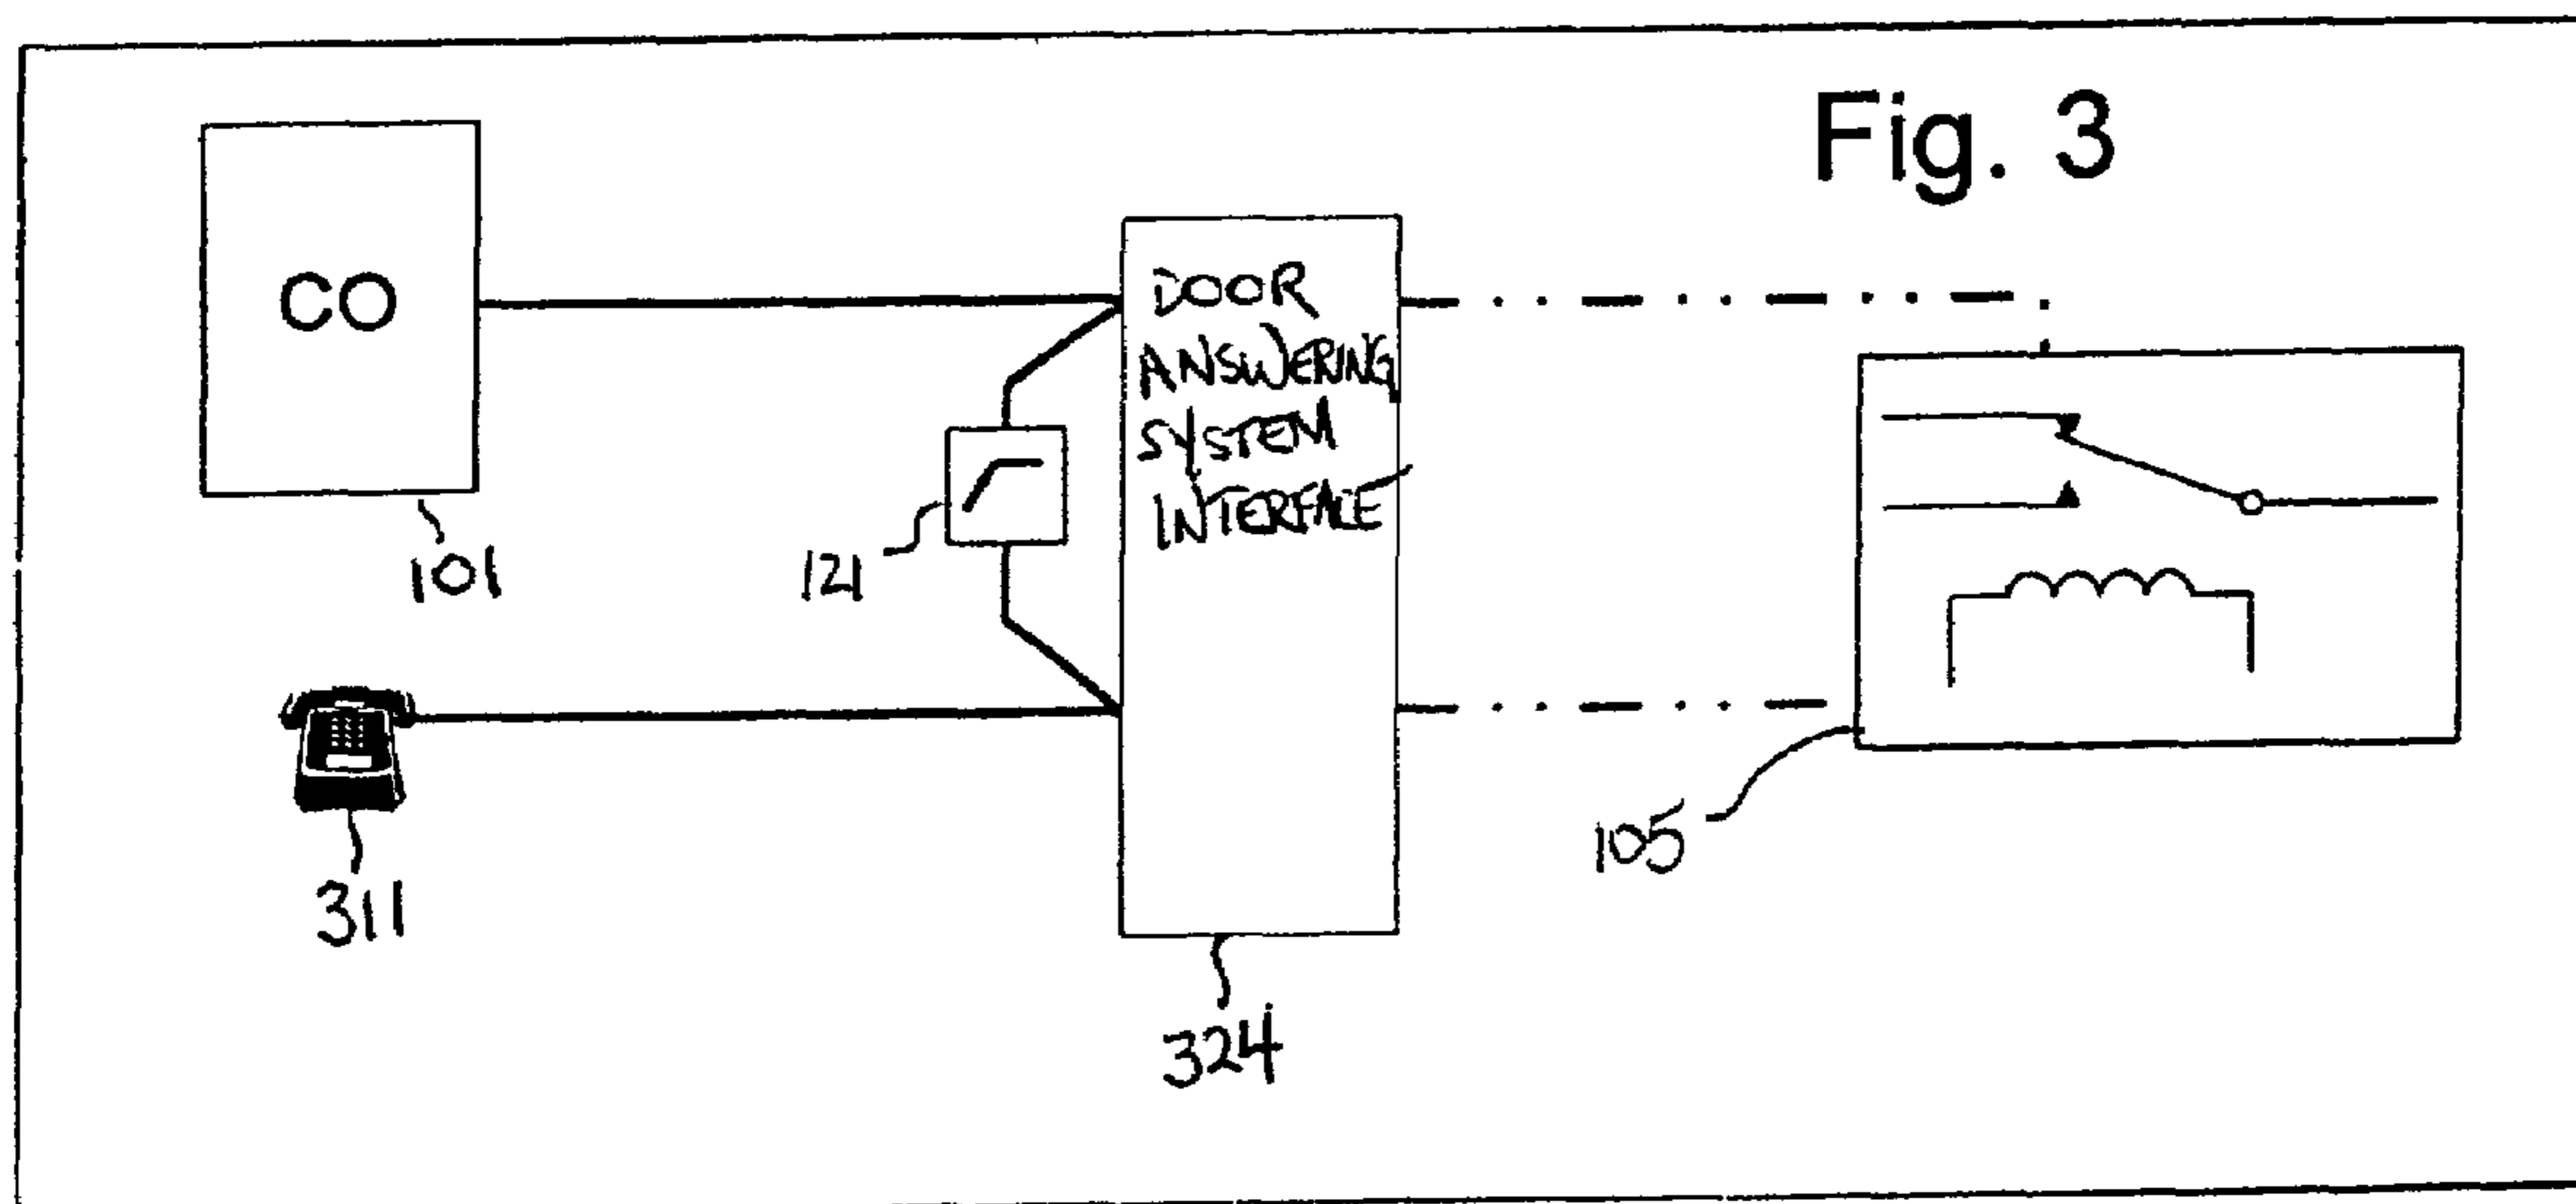 Fig. 3
CO
DOOR
ANSWERING
SYSTEM
INTERFACE
101
121
311
105
324